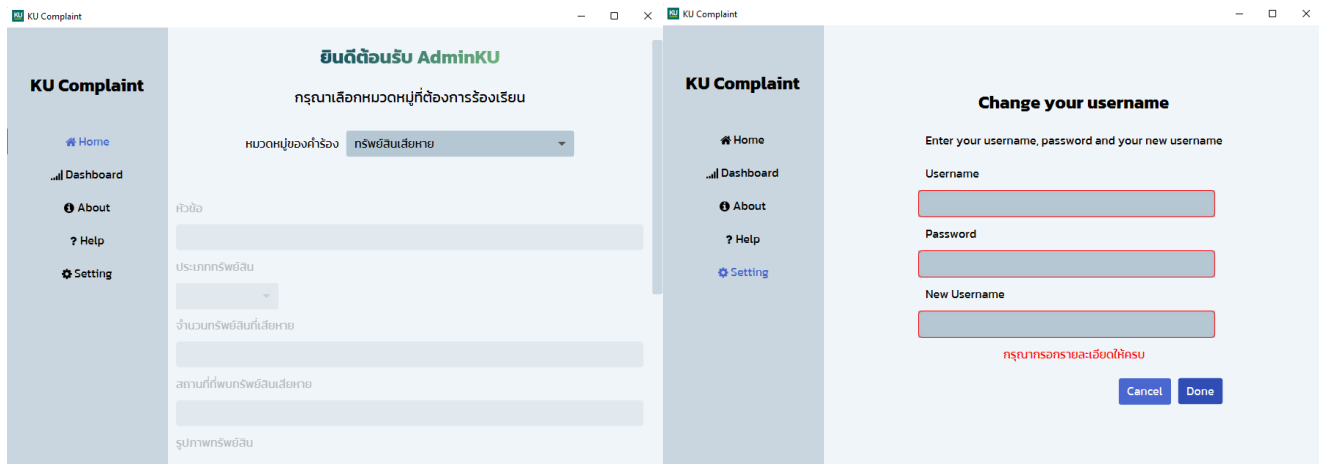 KU KU Complaint
KU Complaint
Home
Dashboard
About
? Help
Setting
ยินดีต้อนรับ AdminKU
กรุณาเลือกหมวดหมู่ที่ต้องการร้องเรียน
หมวดหมู่ของคำร้อง ทรัพย์สินเสียหาย
หัวข้อ
ประเภททรัพย์สิน
จำนวนทรัพย์สินที่เสียหาย
สถานที่ที่พบทรัพย์สินเสียหาย
รูปภาพทรัพย์สิน
KU KU Complaint
KU Complaint
Home
Dashboard
About
? Help
Setting
Change your username
Enter your username, password and your new username
Username
Password
New Username
กรุณากรอกรายละเอียดให้ครบ
Cancel Done